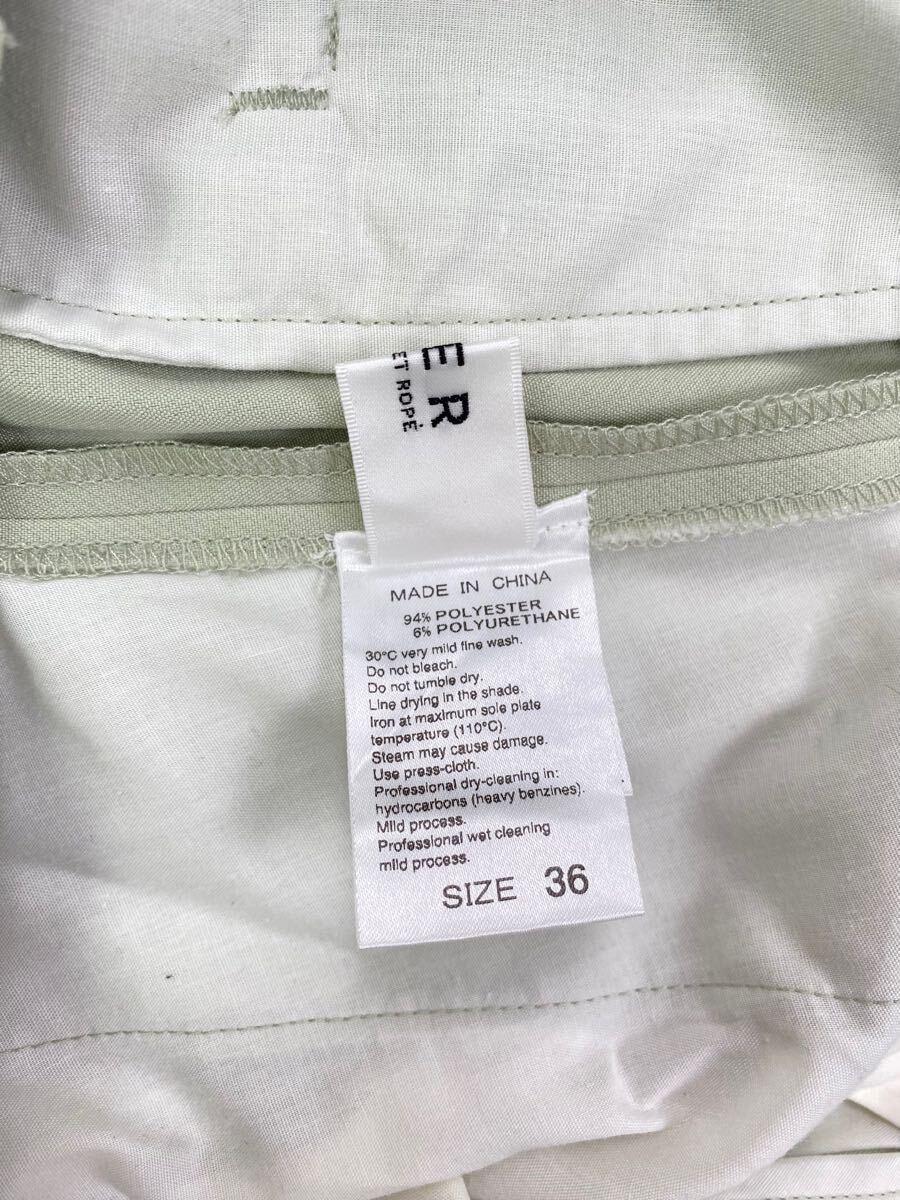 ER
ET ROPÉ
MADE IN CHINA
94% POLYESTER
6% POLYURETHANE
30°C very mild fine wash.
Do not bleach.
Do not tumble dry.
Line drying in the shade.
Iron at maximum sole plate
temperature (110°C).
Steam may cause damage.
Use press-cloth.
Professional dry-cleaning in:
hydrocarbons (heavy benzines).
Mild process.
Professional wet cleaning
mild process.
SIZE 36